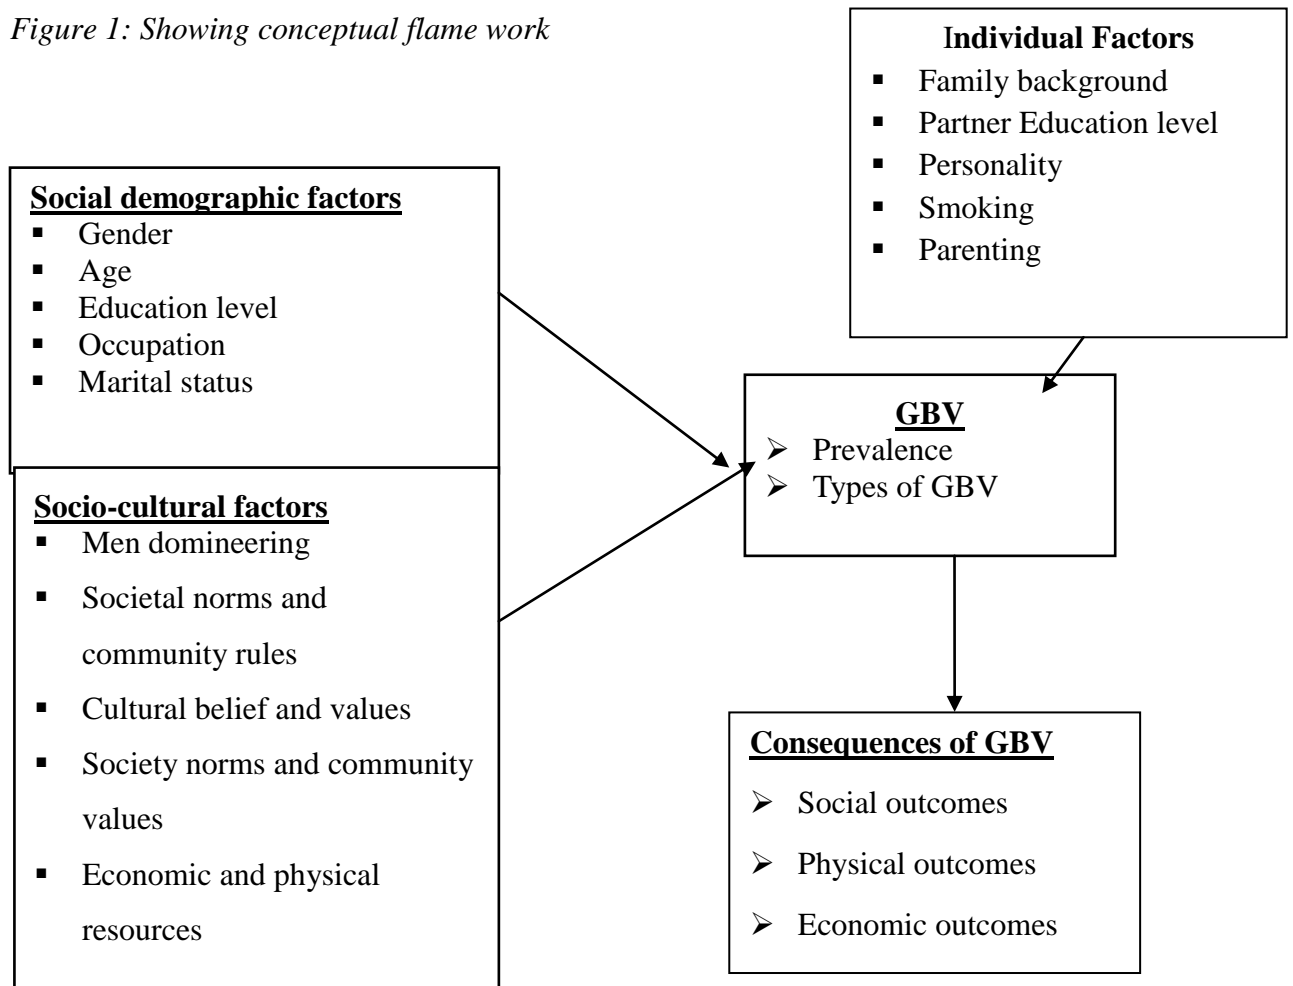 Figure 1: Showing conceptual flame work
Individual Factors
▪ Family background
▪ Partner Education level
▪ Personality
▪ Smoking
▪ Parenting
Social demographic factors
▪ Gender
▪ Age
▪ Education level
▪ Occupation
▪ Marital status
GBV
➢ Prevalence
➢ Types of GBV
Socio-cultural factors
▪ Men domineering
▪ Societal norms and
community rules
▪ Cultural belief and values
▪ Society norms and community
values
▪ Economic and physical
resources
Consequences of GBV
➢ Social outcomes
➢ Physical outcomes
➢ Economic outcomes